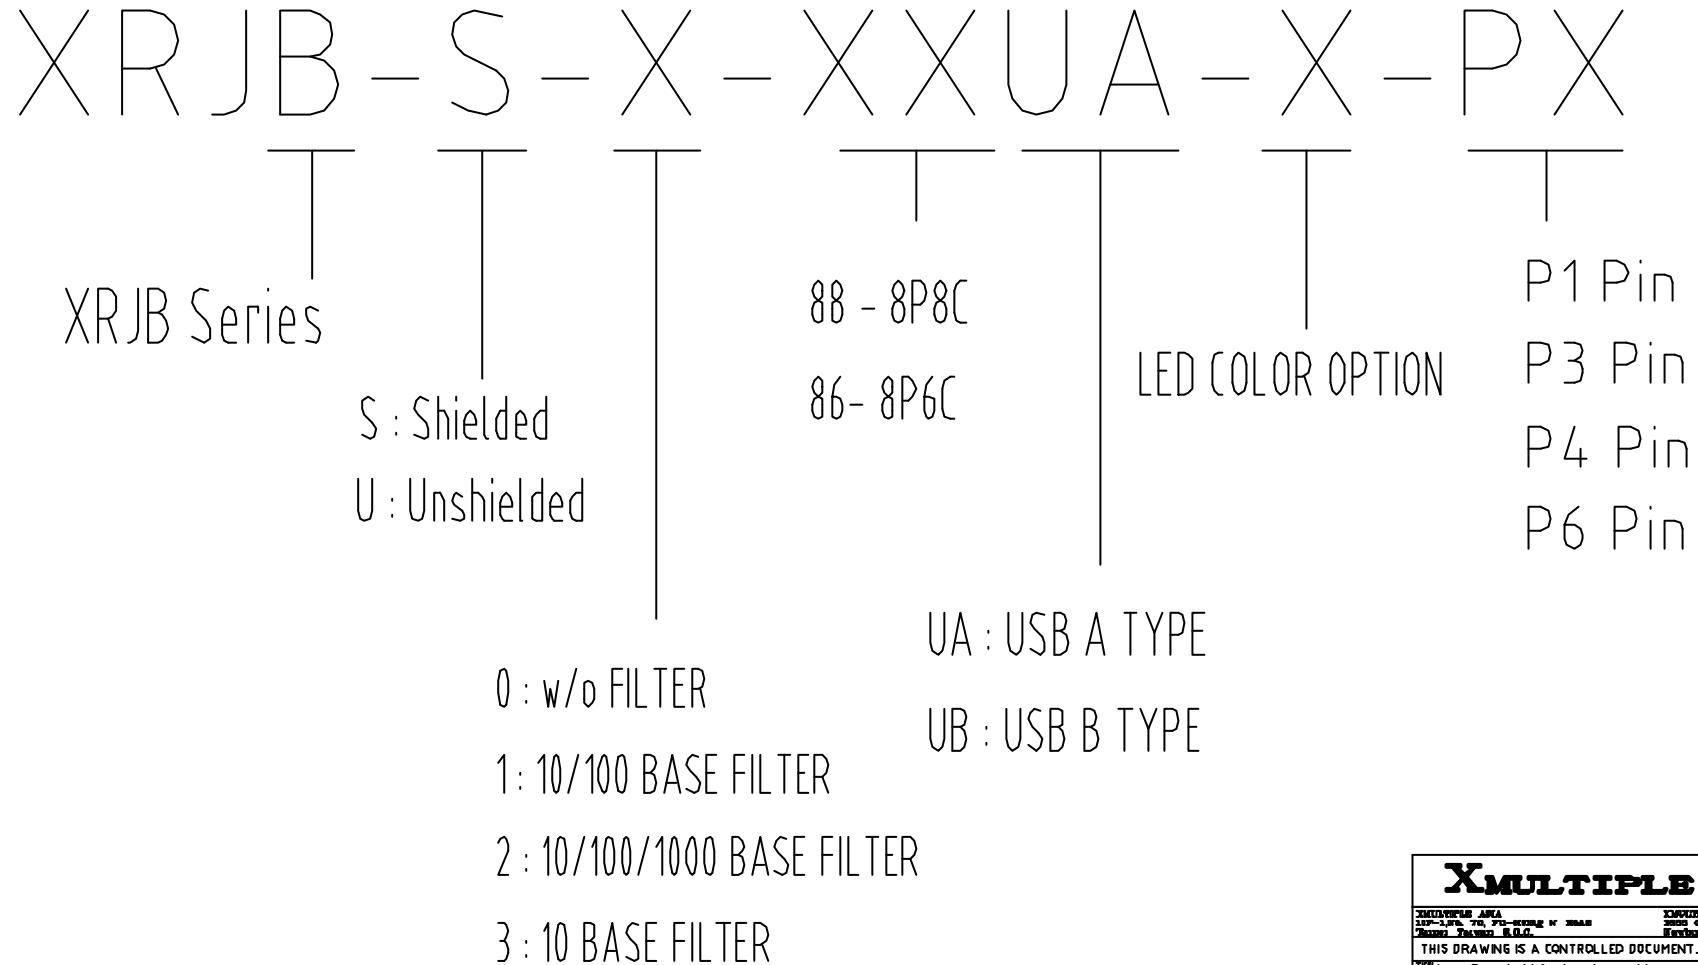 XRJB-S-X-XXUA-X-PX
XRJB Series
S : Shielded
U : Unshielded
0 : w/o FILTER
1 : 10/100 BASE FILTER
2 : 10/100/1000 BASE FILTER
3 : 10 BASE FILTER
88 - 8P8C
86- 8P6C
UA : USB A TYPE
UB : USB B TYPE
LED COLOR OPTION
P1 Pin
P3 Pin
P4 Pin
P6 Pin
XMULTIPLE
XMULTIPLE ASIA
Taipei Taiwan R.O.C.
THIS DRAWING IS A CONTROLLED DOCUMENT.